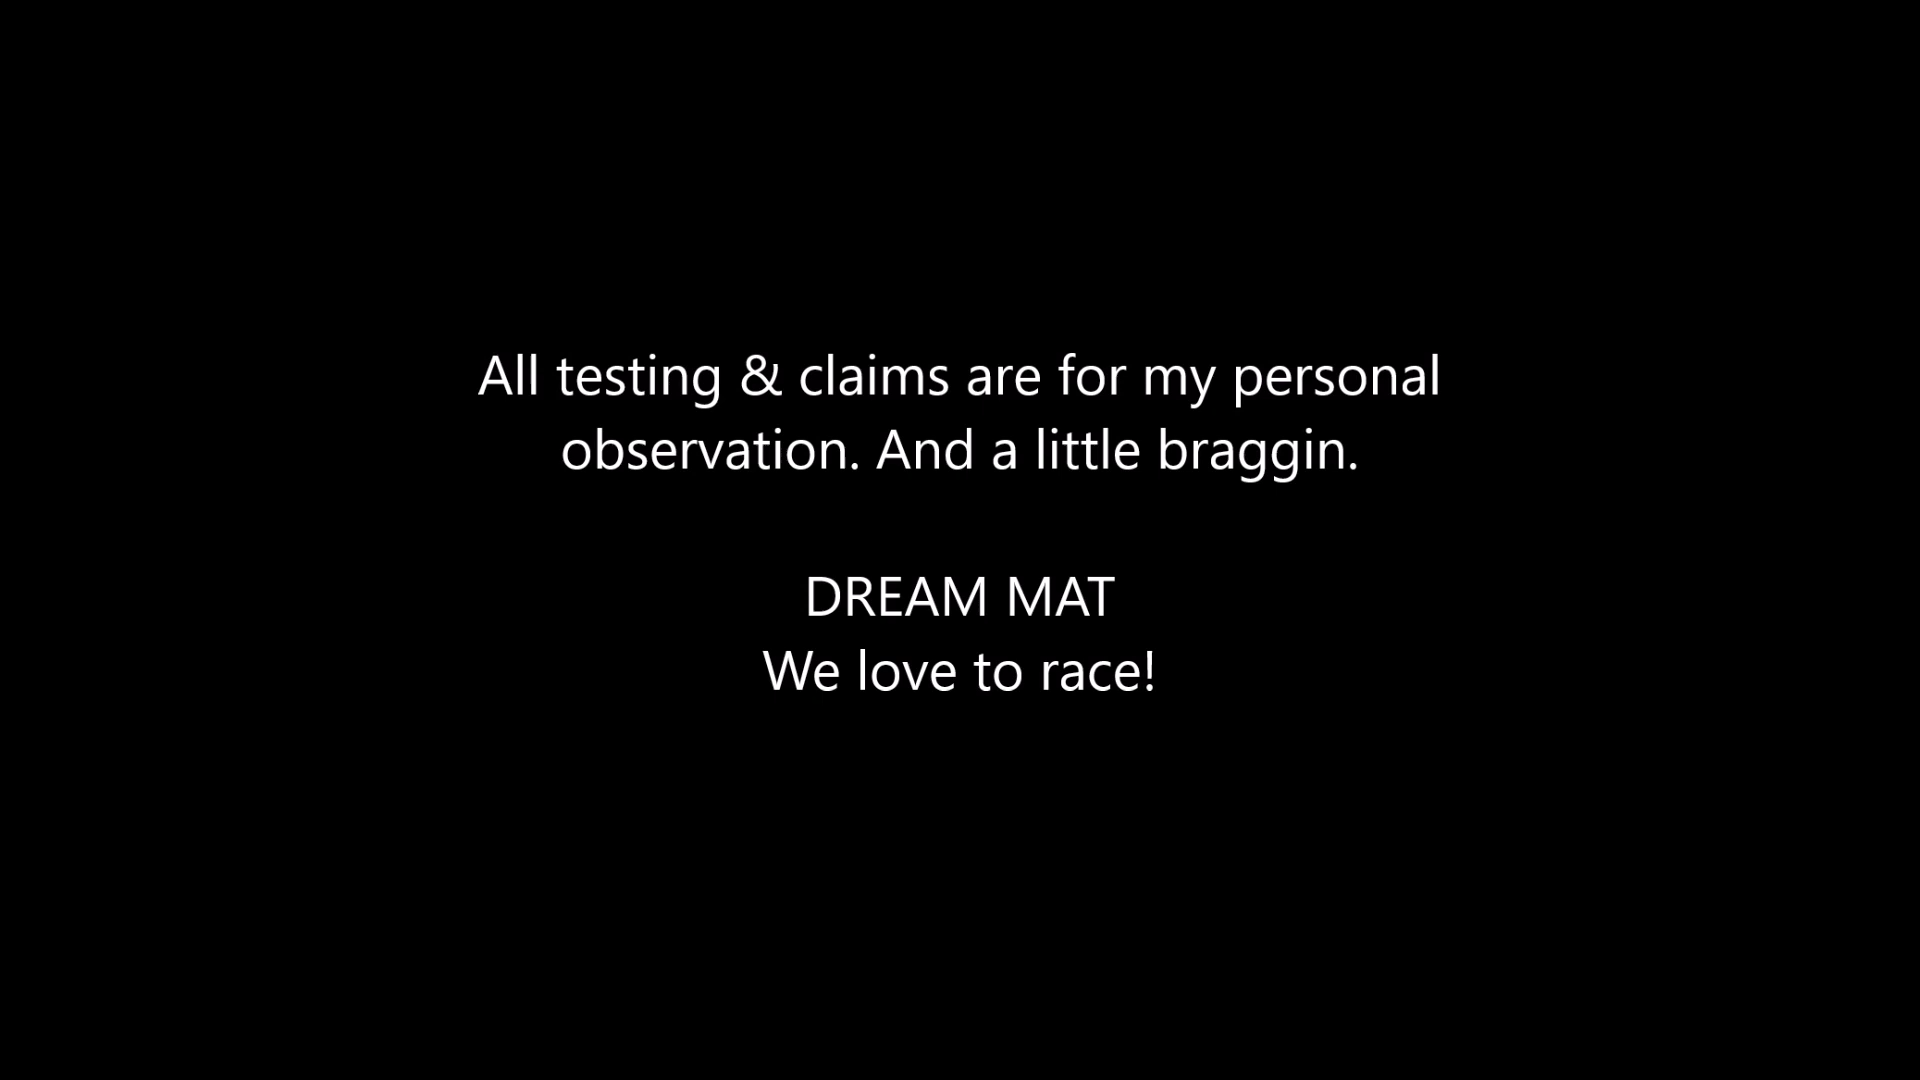 All testing & claims are for my personal
observation. And a little braggin.
DREAM MAT
We love to race!